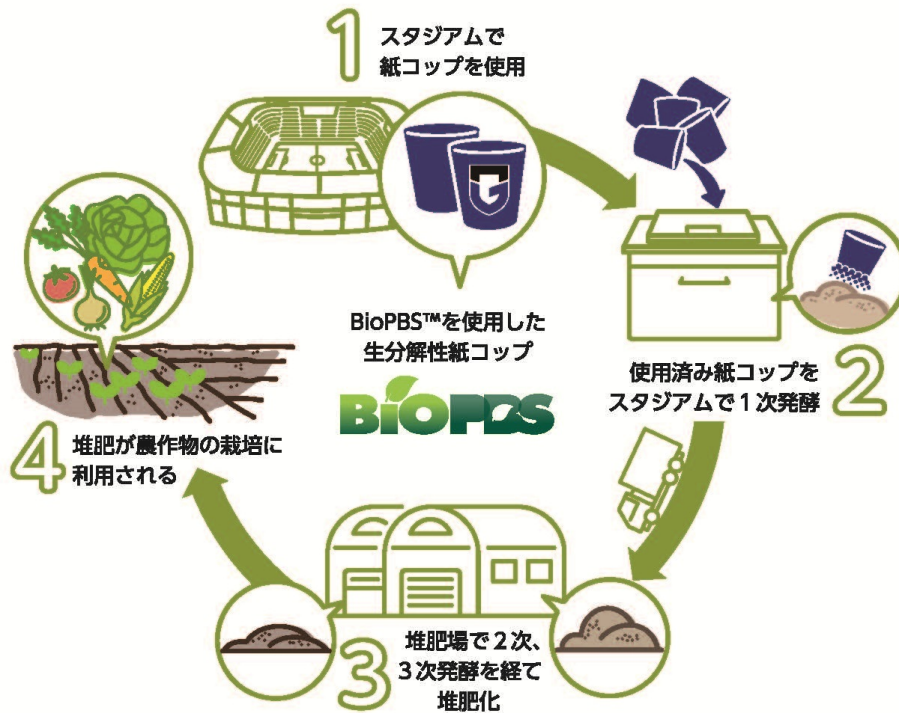 1
スタジアムで
紙コップを使用
G
BioPBS™を使用した
生分解性紙コップ
BioPBS
使用済み紙コップを
スタジアムで1次発酵
2
3
堆肥場で2次、
3次発酵を経て
堆肥化
4
堆肥が農作物の栽培に
利用される